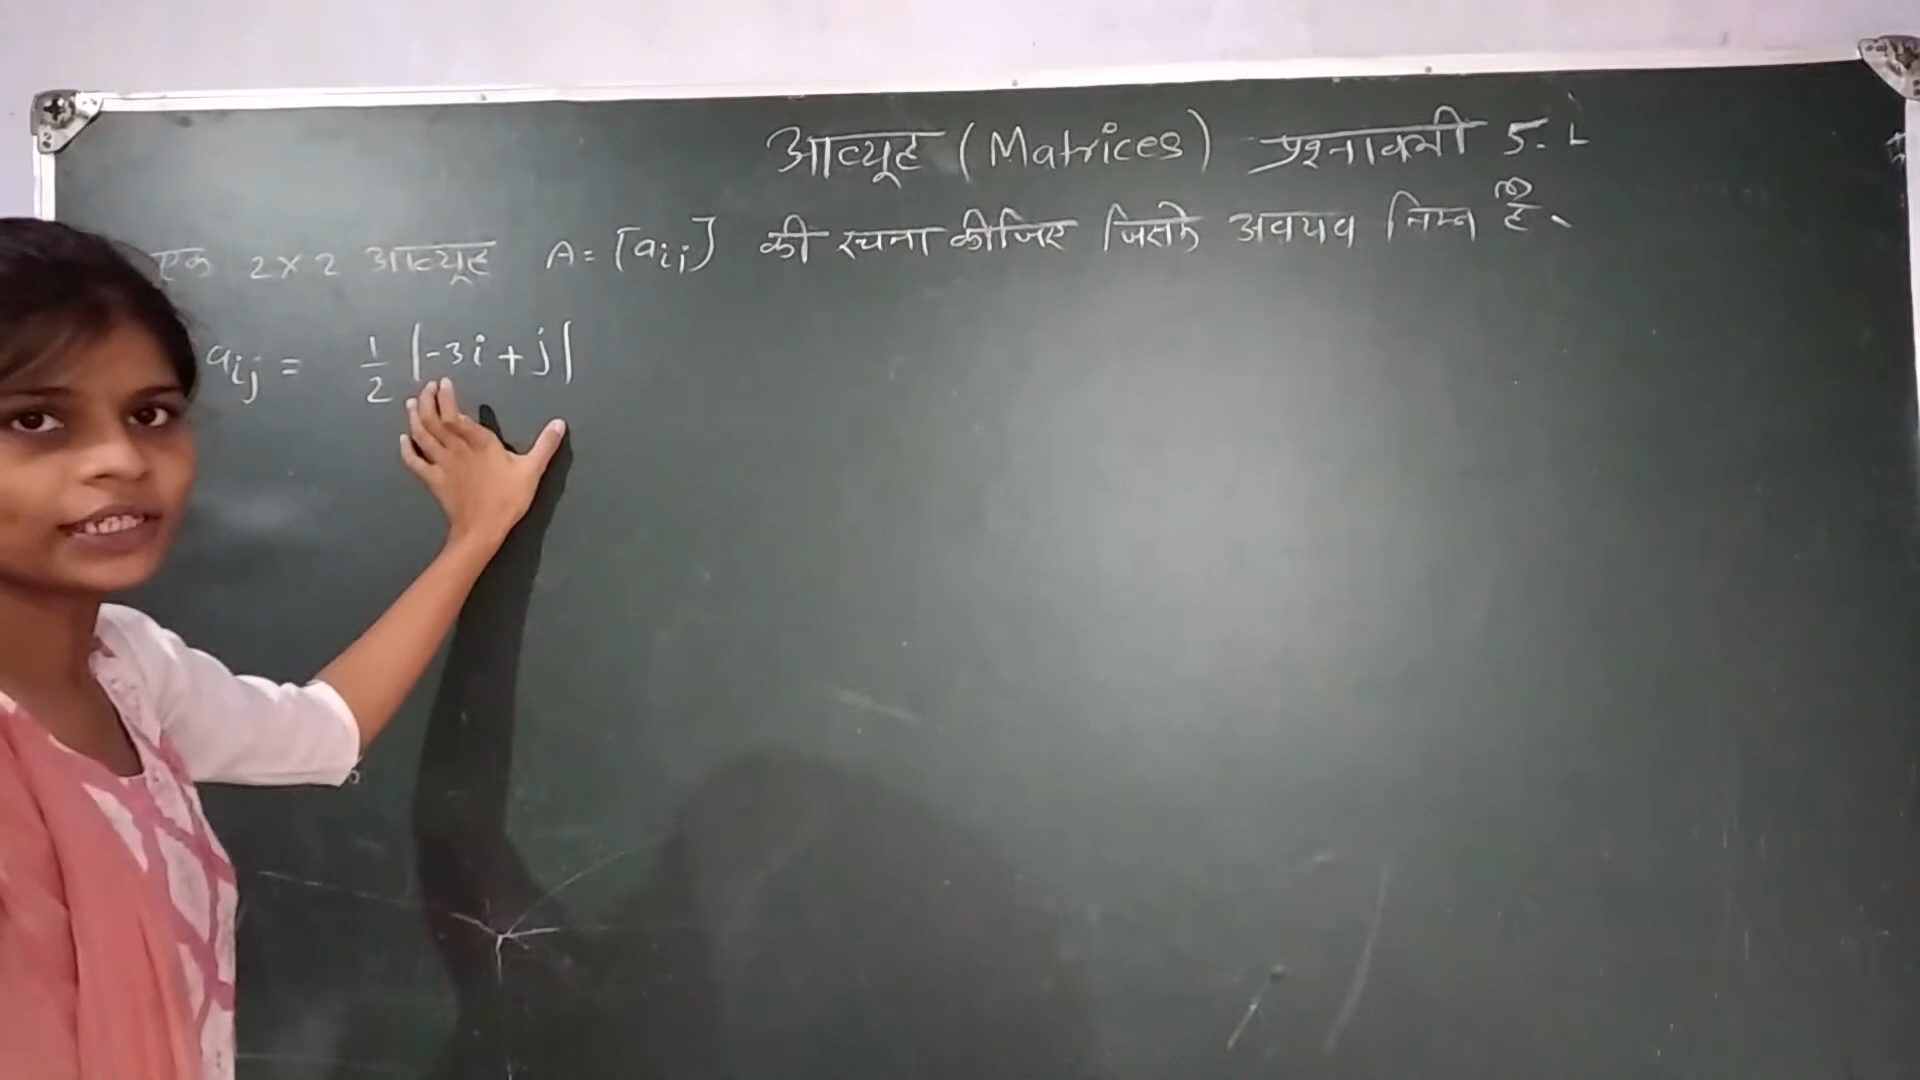 आव्यूह (Matrices) प्रश्नावली 5.1
एक 2×2 आव्यूह A = [aij] की रचना कीजिए जिसके अवयव निम्न हैं
aij = 1/2 |-3i + j|